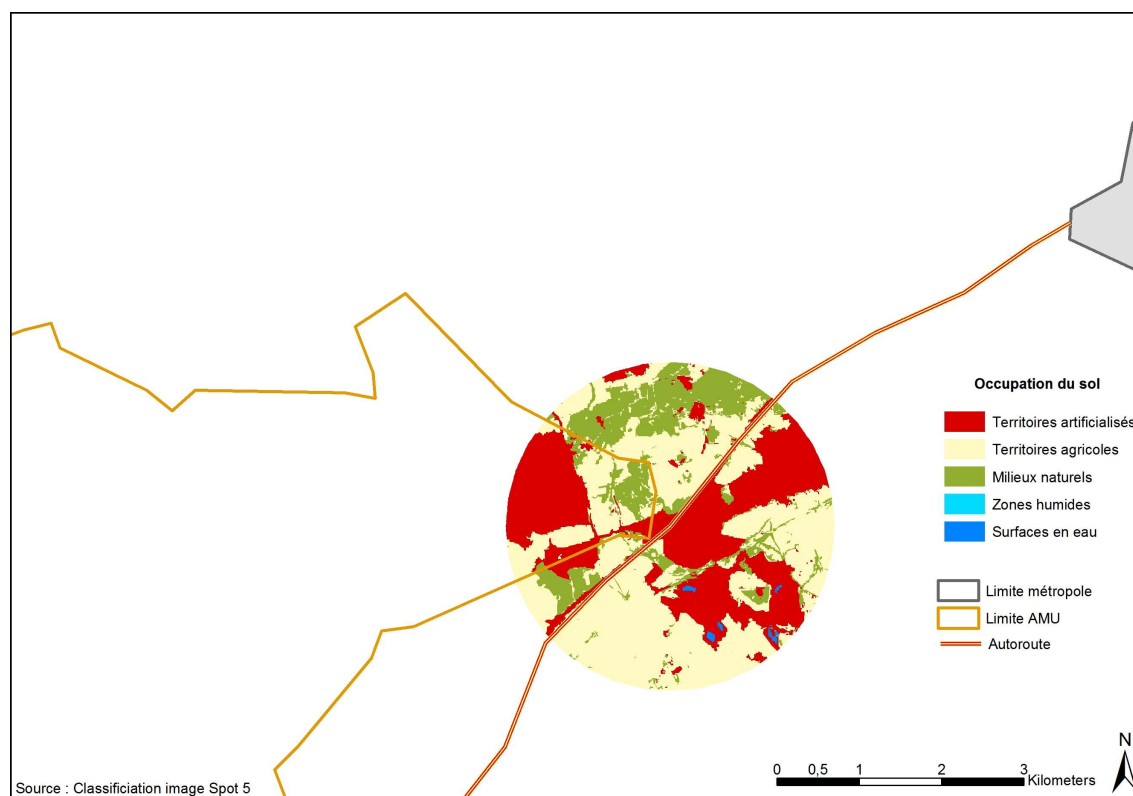 Occupation du sol
Territoires artificialisés
Territoires agricoles
Milieux naturels
Zones humides
Surfaces en eau
Limite métropole
Limite AMU
Autoroute
N
0 0,5 1 2 3
Kilometers
Source : Classificiation image Spot 5